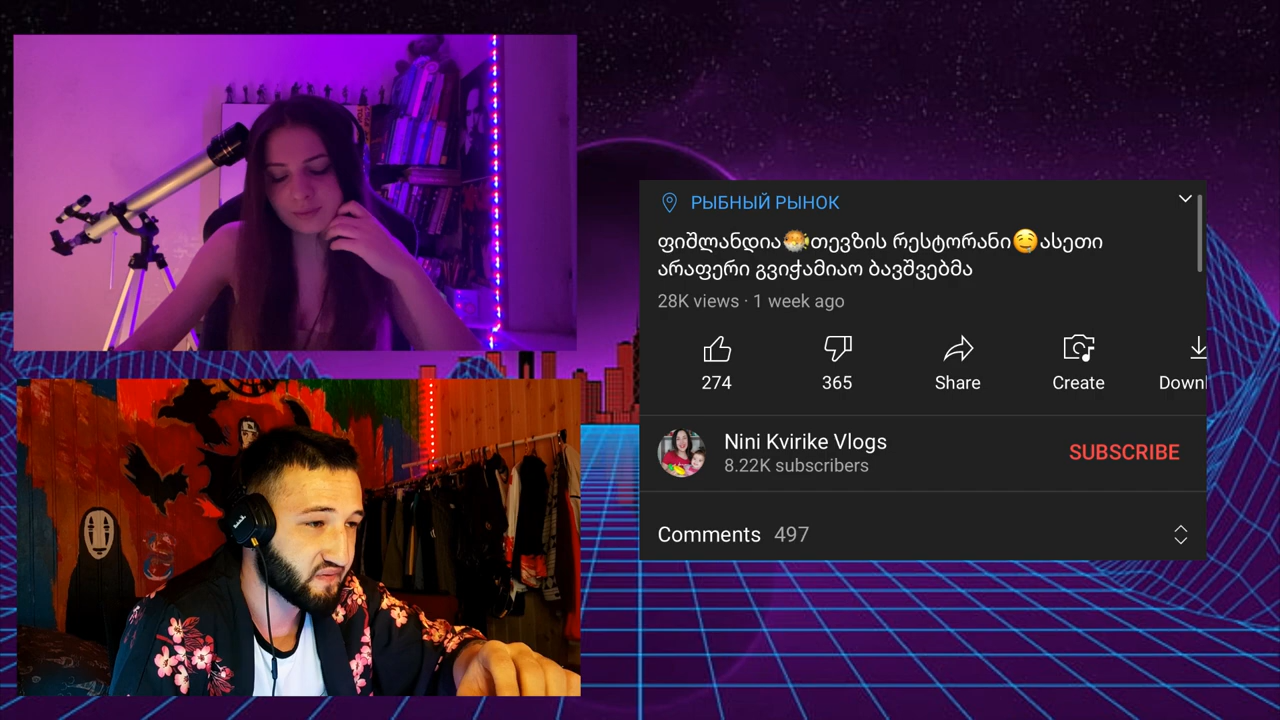 РЫБНЫЙ РЫНОК
ფიშლანდია🐡თევზის რესტორანი🤤ასეთი
არაფერი გვიჭამიაო ბავშვებმა
28K views · 1 week ago
274 365 Share Create Downl
Nini Kvirike Vlogs
8.22K subscribers
SUBSCRIBE
Comments 497